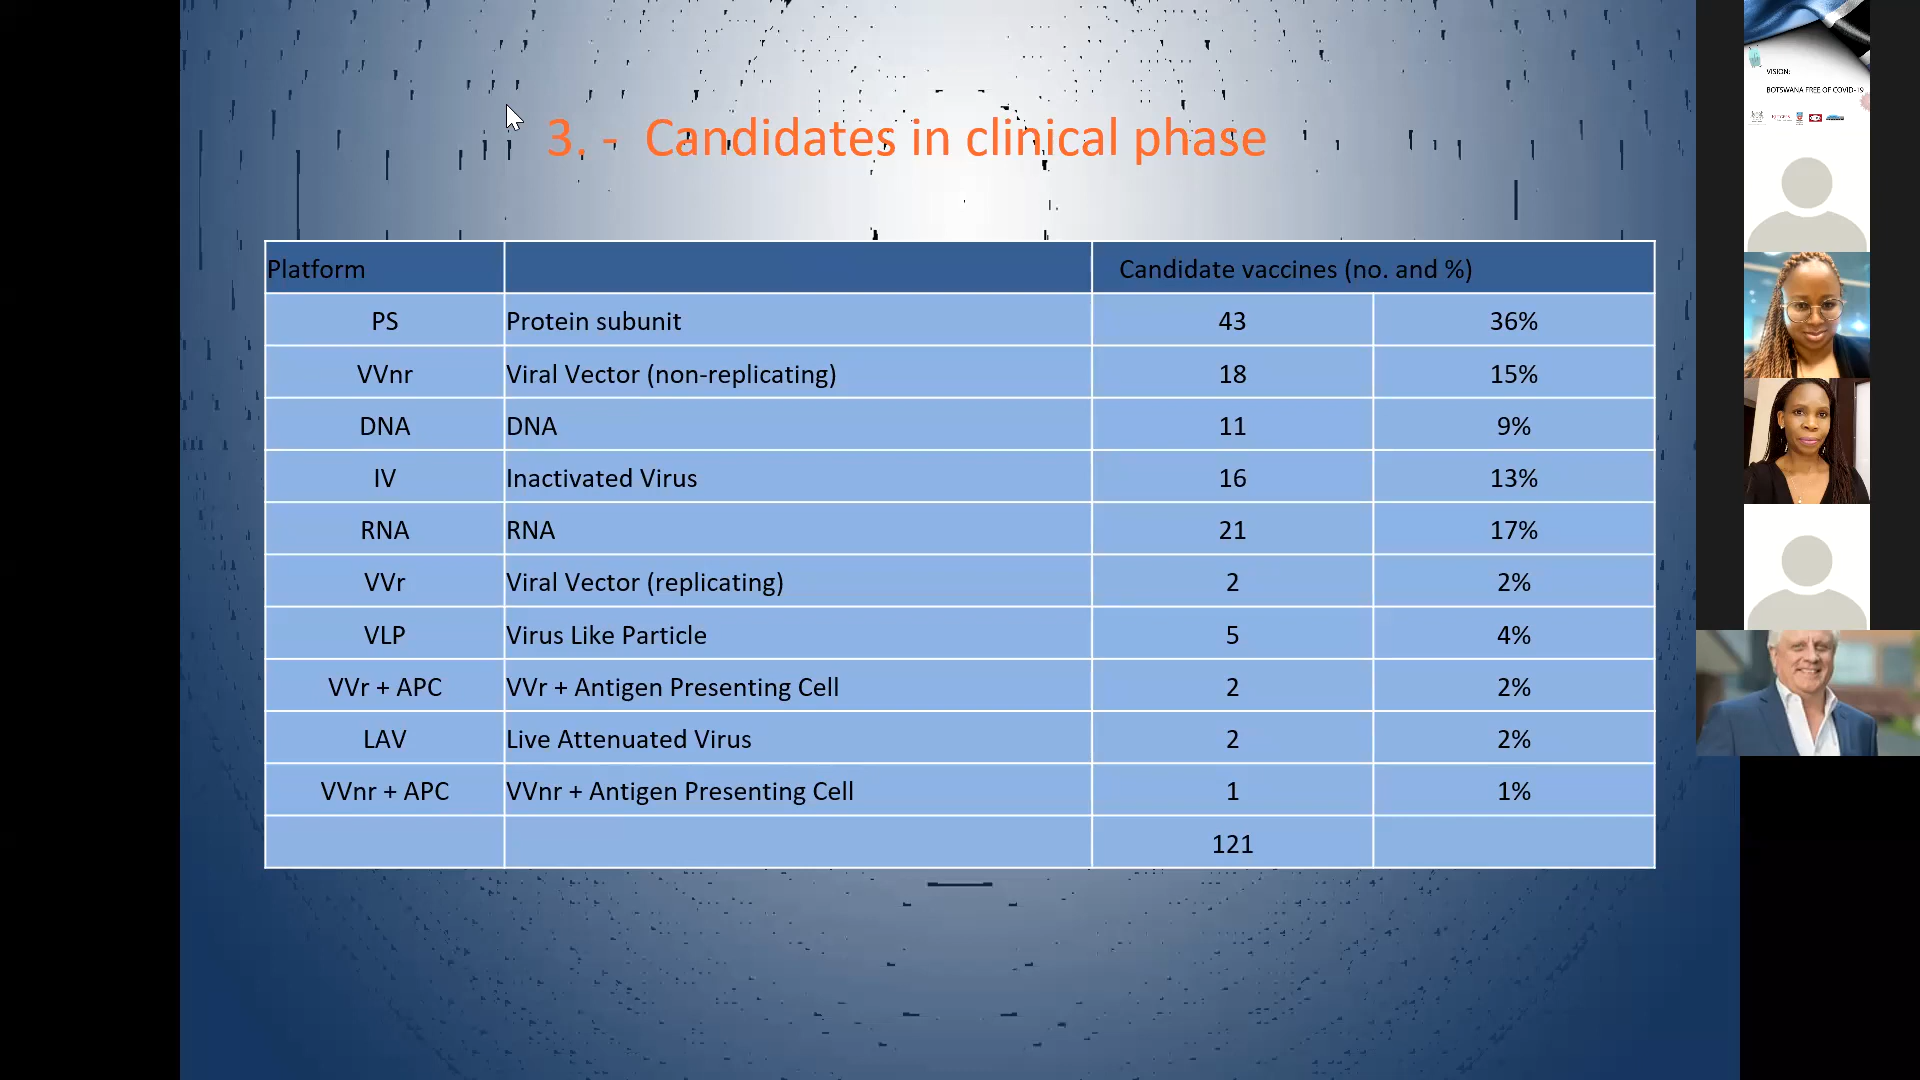 3. - Candidates in clinical phase
Platform Candidate vaccines (no. and %)
PS Protein subunit 43 36%
VVnr Viral Vector (non-replicating) 18 15%
DNA DNA 11 9%
IV Inactivated Virus 16 13%
RNA RNA 21 17%
VVr Viral Vector (replicating) 2 2%
VLP Virus Like Particle 5 4%
VVr + APC VVr + Antigen Presenting Cell 2 2%
LAV Live Attenuated Virus 2 2%
VVnr + APC VVnr + Antigen Presenting Cell 1 1%
121
VISION:
BOTSWANA FREE OF COVID-19